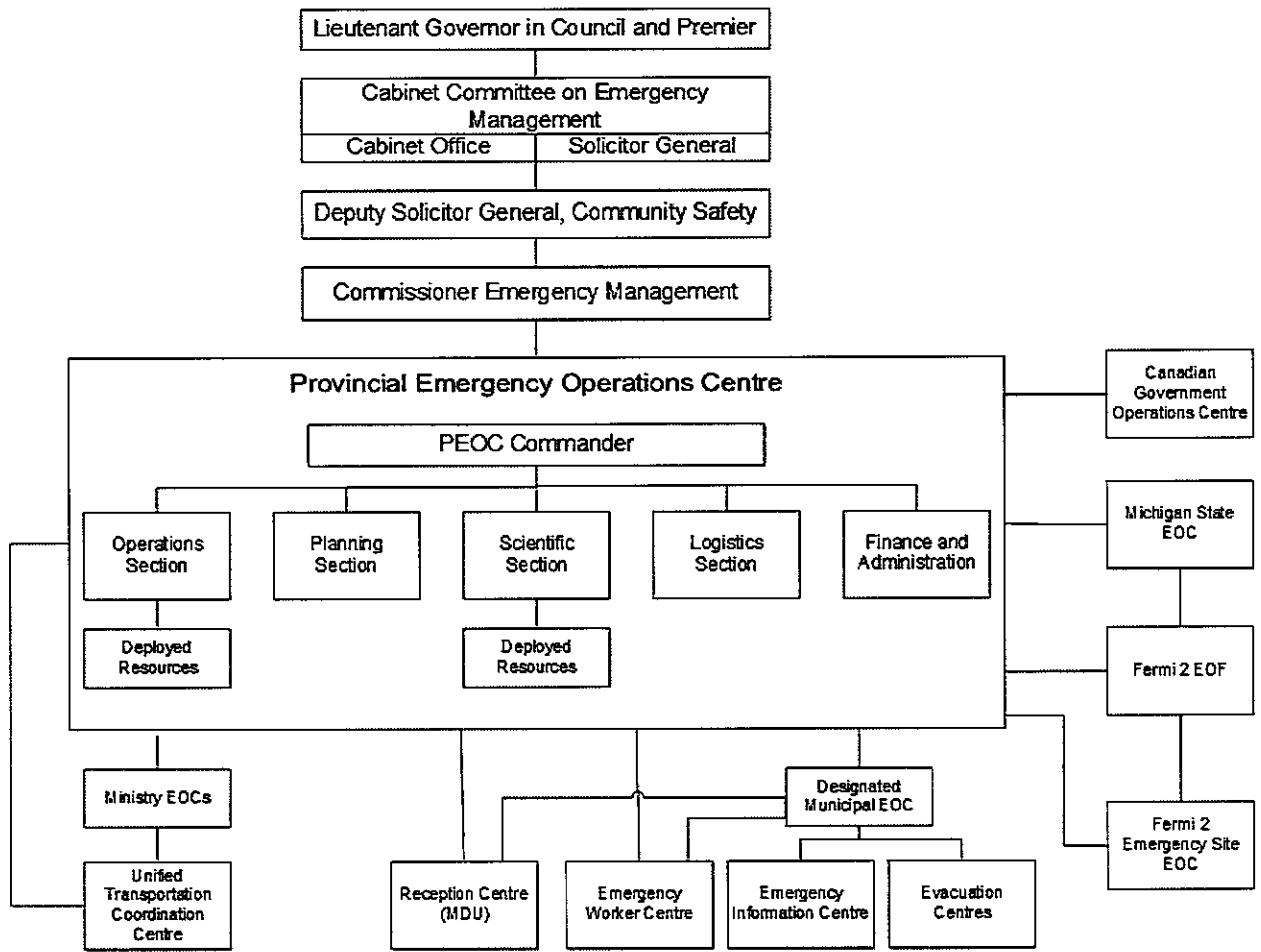 Lieutenant Governor in Council and Premier
Cabinet Committee on Emergency
Management
Cabinet Office
Solicitor General
Deputy Solicitor General, Community Safety
Commissioner Emergency Management
Provincial Emergency Operations Centre
PEOC Commander
Operations
Section
Planning
Section
Scientific
Section
Logistics
Section
Finance and
Administration
Deployed
Resources
Deployed
Resources
Canadian
Government
Operations Centre
Michigan State
EOC
Fermi 2 EOF
Fermi 2
Emergency Site
EOC
Ministry EOCs
Unified
Transportation
Coordination
Centre
Designated
Municipal EOC
Reception Centre
(MDU)
Emergency
Worker Centre
Emergency
Information Centre
Evacuation
Centres